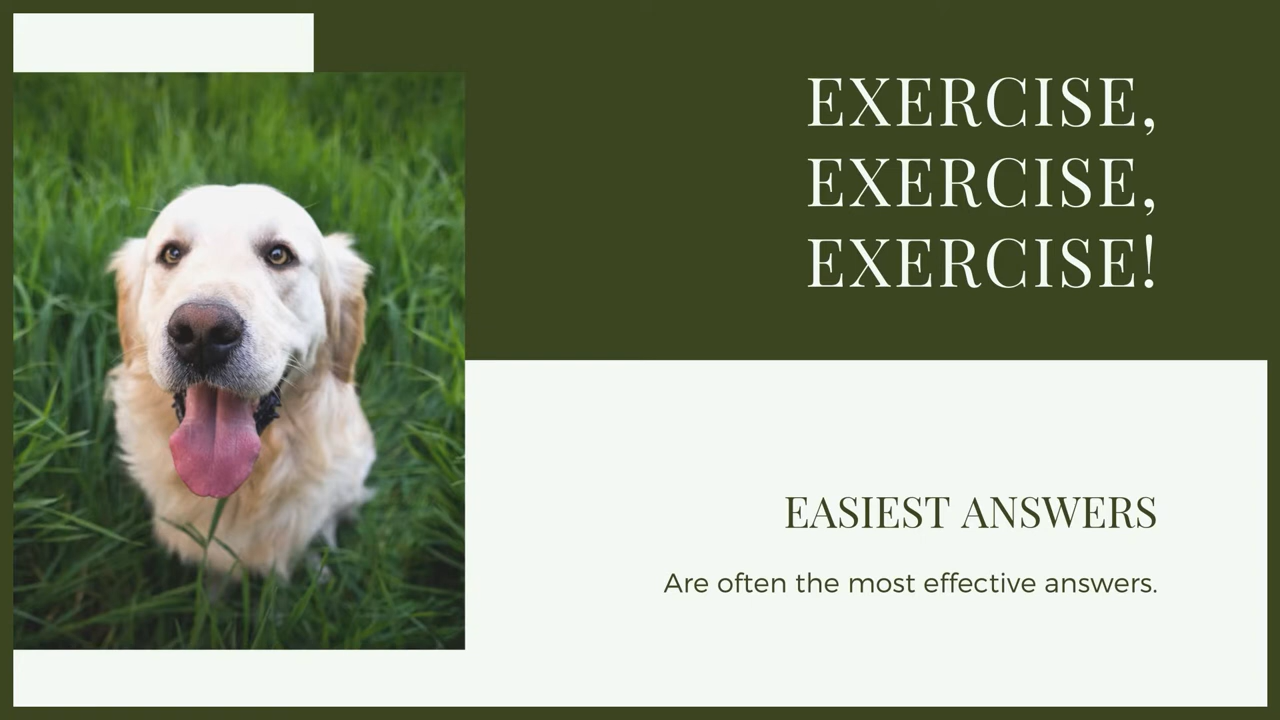 EXERCISE,
EXERCISE,
EXERCISE!
EASIEST ANSWERS
Are often the most effective answers.